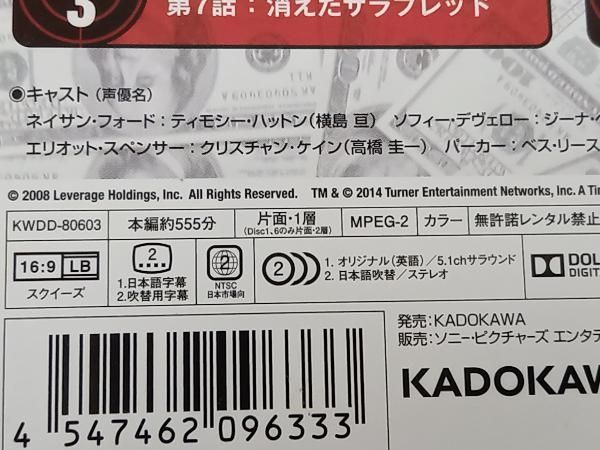 3
第7話：消えたサラブレッド
●キャスト（声優名）
ネイサン・フォード：ティモシー・ハットン（横島 亘） ソフィー・デヴェロー：ジーナ・
エリオット・スペンサー：クリスチャン・ケイン（高橋 圭一） パーカー：ベス・リース
© 2008 Leverage Holdings, Inc. All Rights Reserved. TM & © 2014 Turner Entertainment Networks, Inc. A
KWDD-80603 本編約555分 片面・1層 MPEG-2 カラー 無許諾レンタル禁止
(Disc1、6のみ片面・2層)
16:9 LB
スクイーズ
2
1.日本語字幕
2.吹替用字幕
2
NTSC
日本市場向
2
1. オリジナル（英語）／5.1chサラウンド
2. 日本語吹替／ステレオ
DIGIT
発売：KADOKAWA
販売：ソニー・ピクチャーズ エンタテ
KADOKAW
4 547462 096333